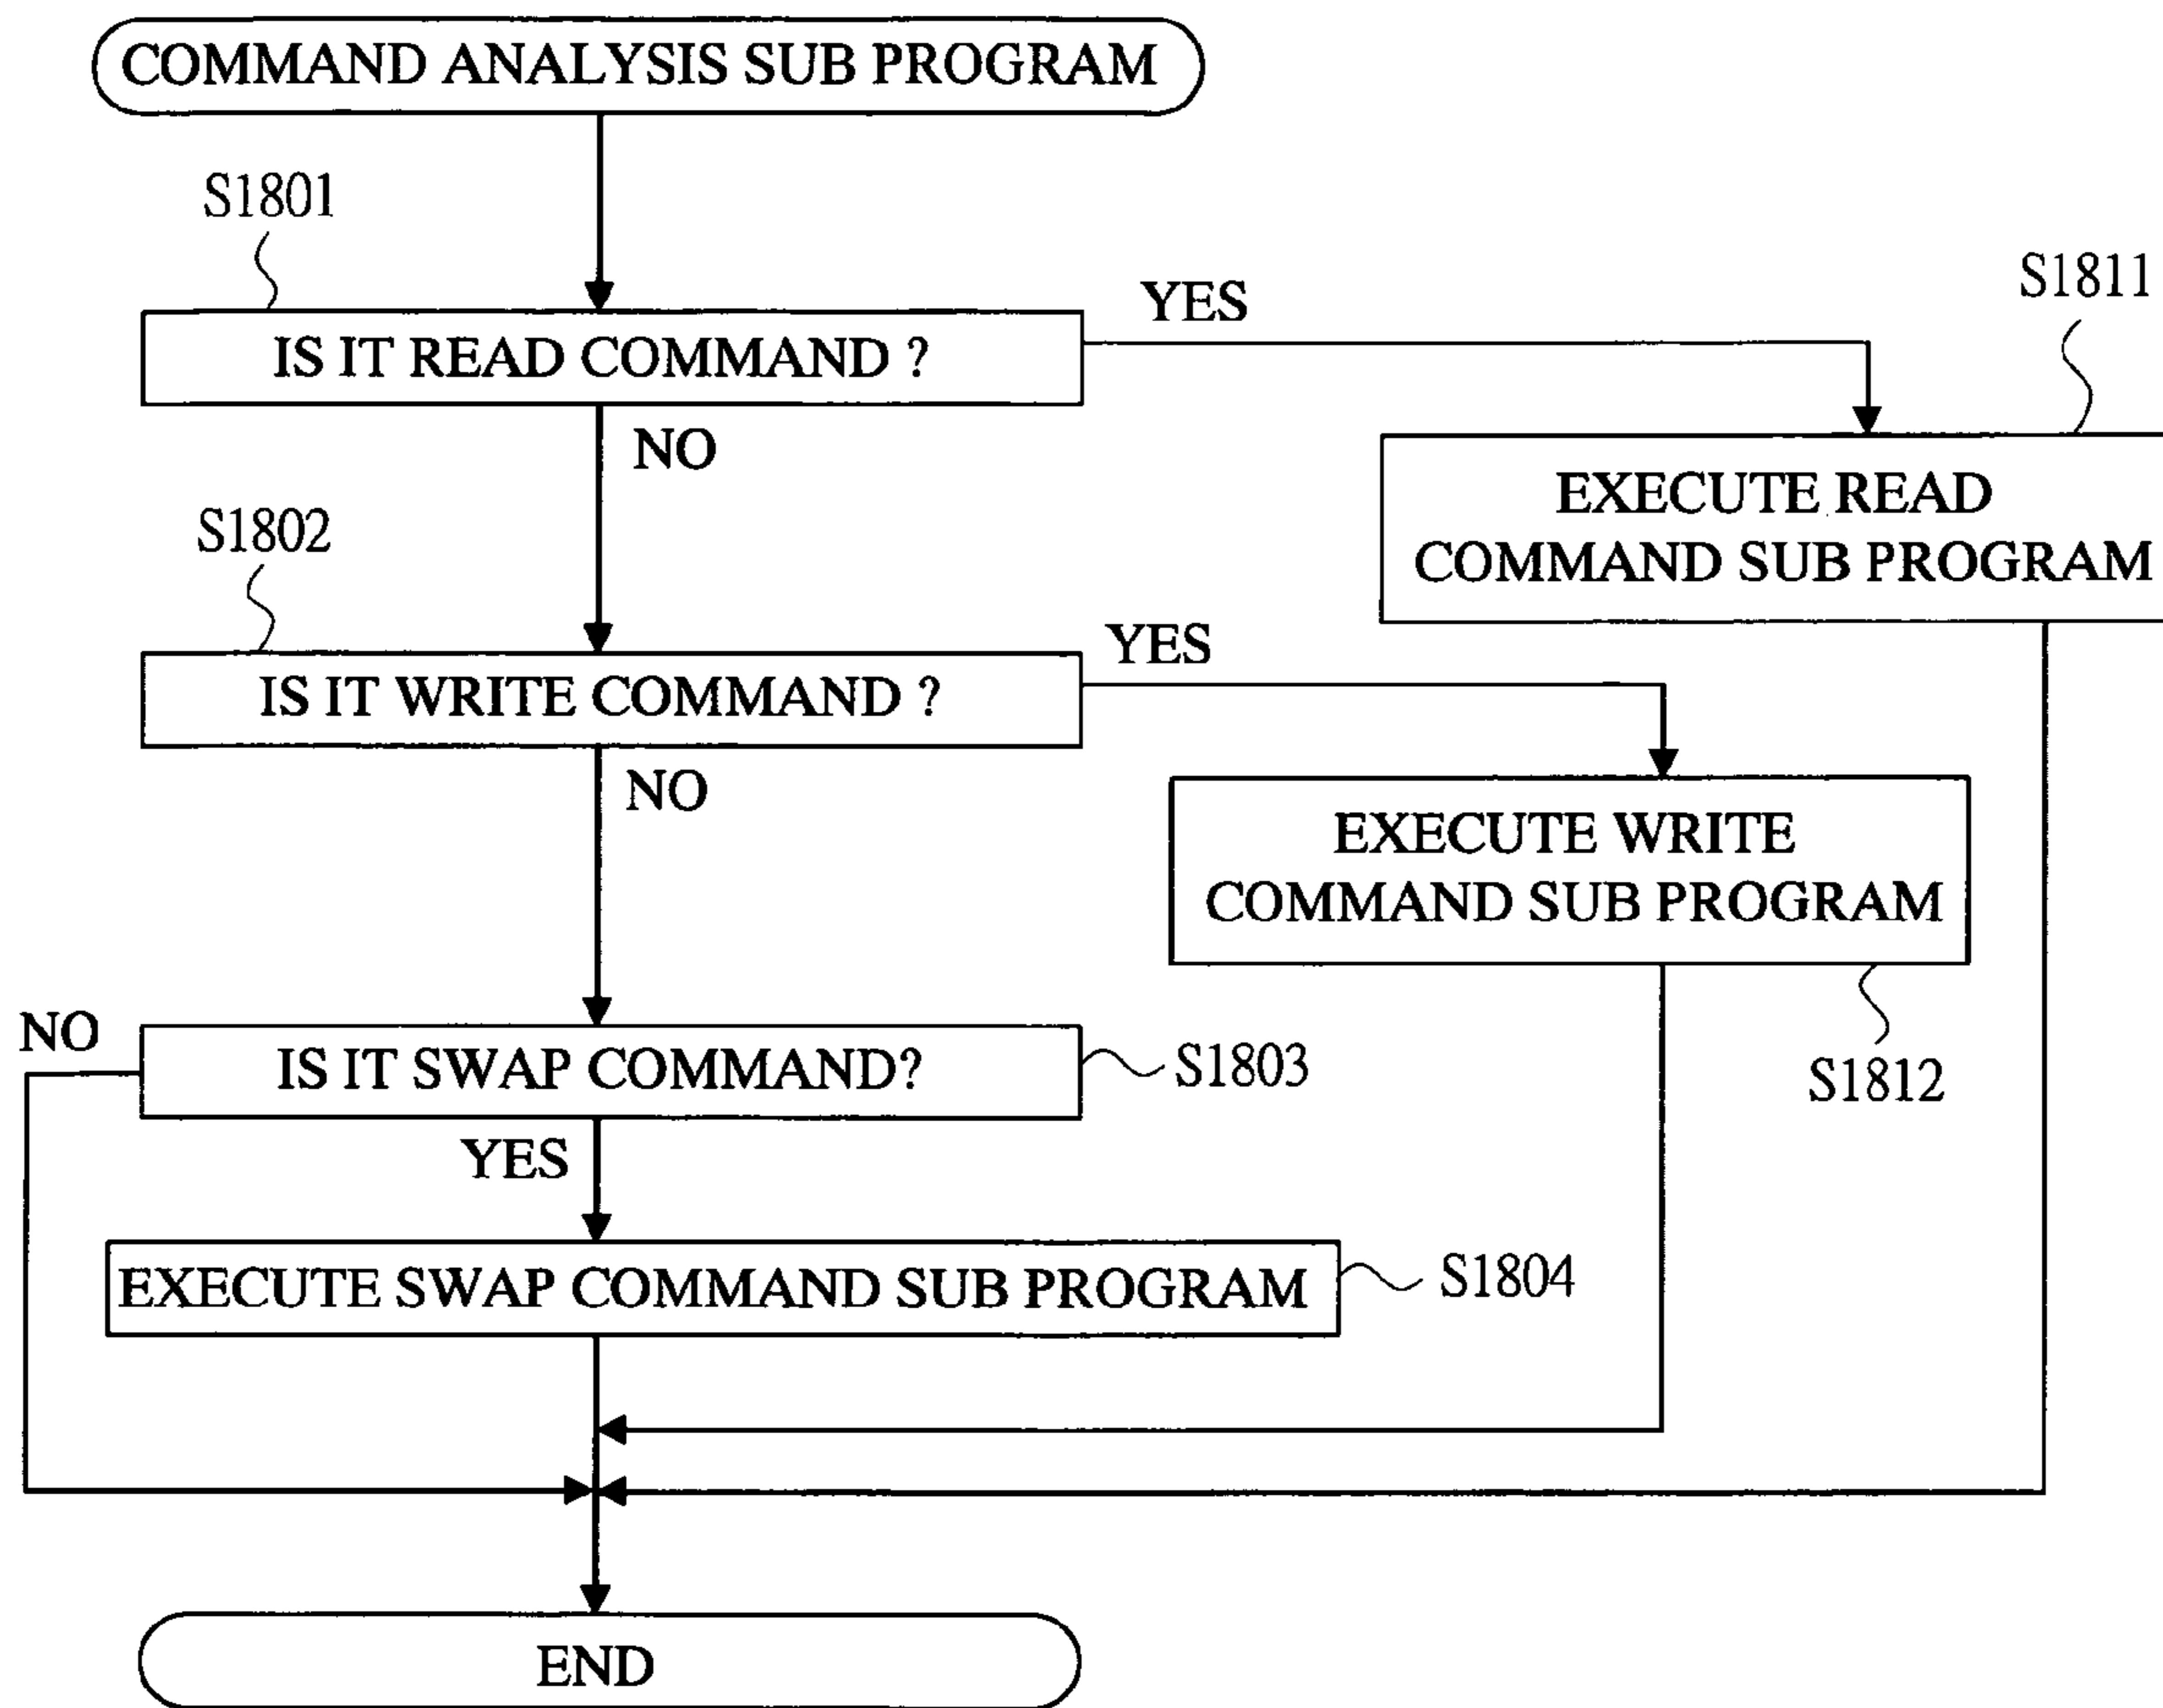 COMMAND ANALYSIS SUB PROGRAM
S1801
IS IT READ COMMAND ?
YES
NO
S1811
EXECUTE READ
COMMAND SUB PROGRAM
S1802
IS IT WRITE COMMAND ?
YES
NO
EXECUTE WRITE
COMMAND SUB PROGRAM
S1812
NO
IS IT SWAP COMMAND?
S1803
YES
EXECUTE SWAP COMMAND SUB PROGRAM
S1804
END